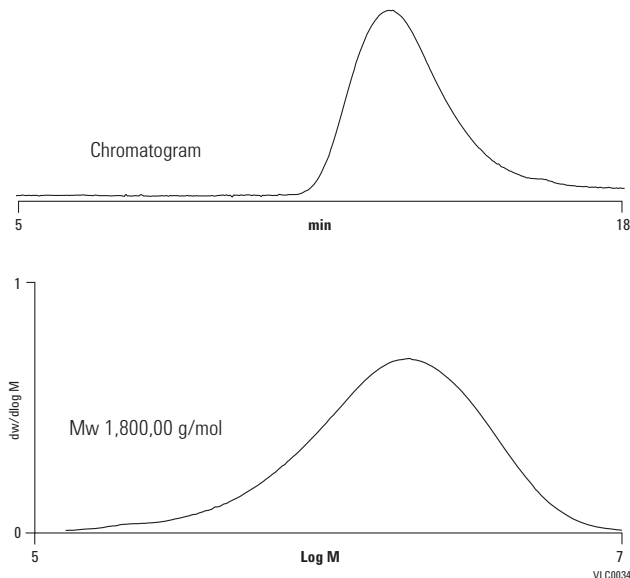 Chromatogram
5
min
18
1
dw/dlog M
Mw 1,800,00 g/mol
0
5
Log M
7
VLC0034